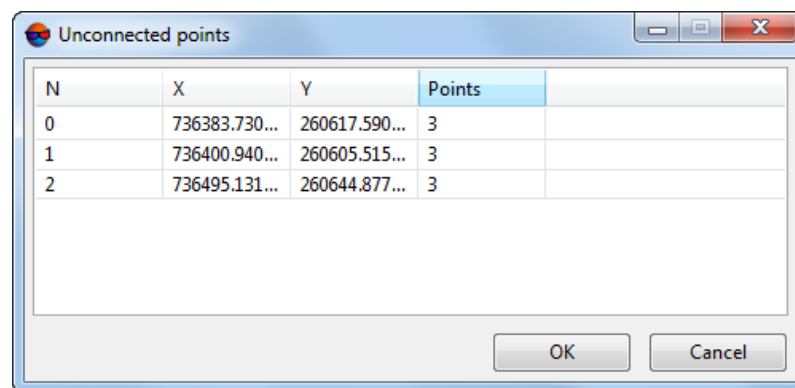 Unconnected points
N X Y Points
0 736383.730... 260617.590... 3
1 736400.940... 260605.515... 3
2 736495.131... 260644.877... 3
OK Cancel